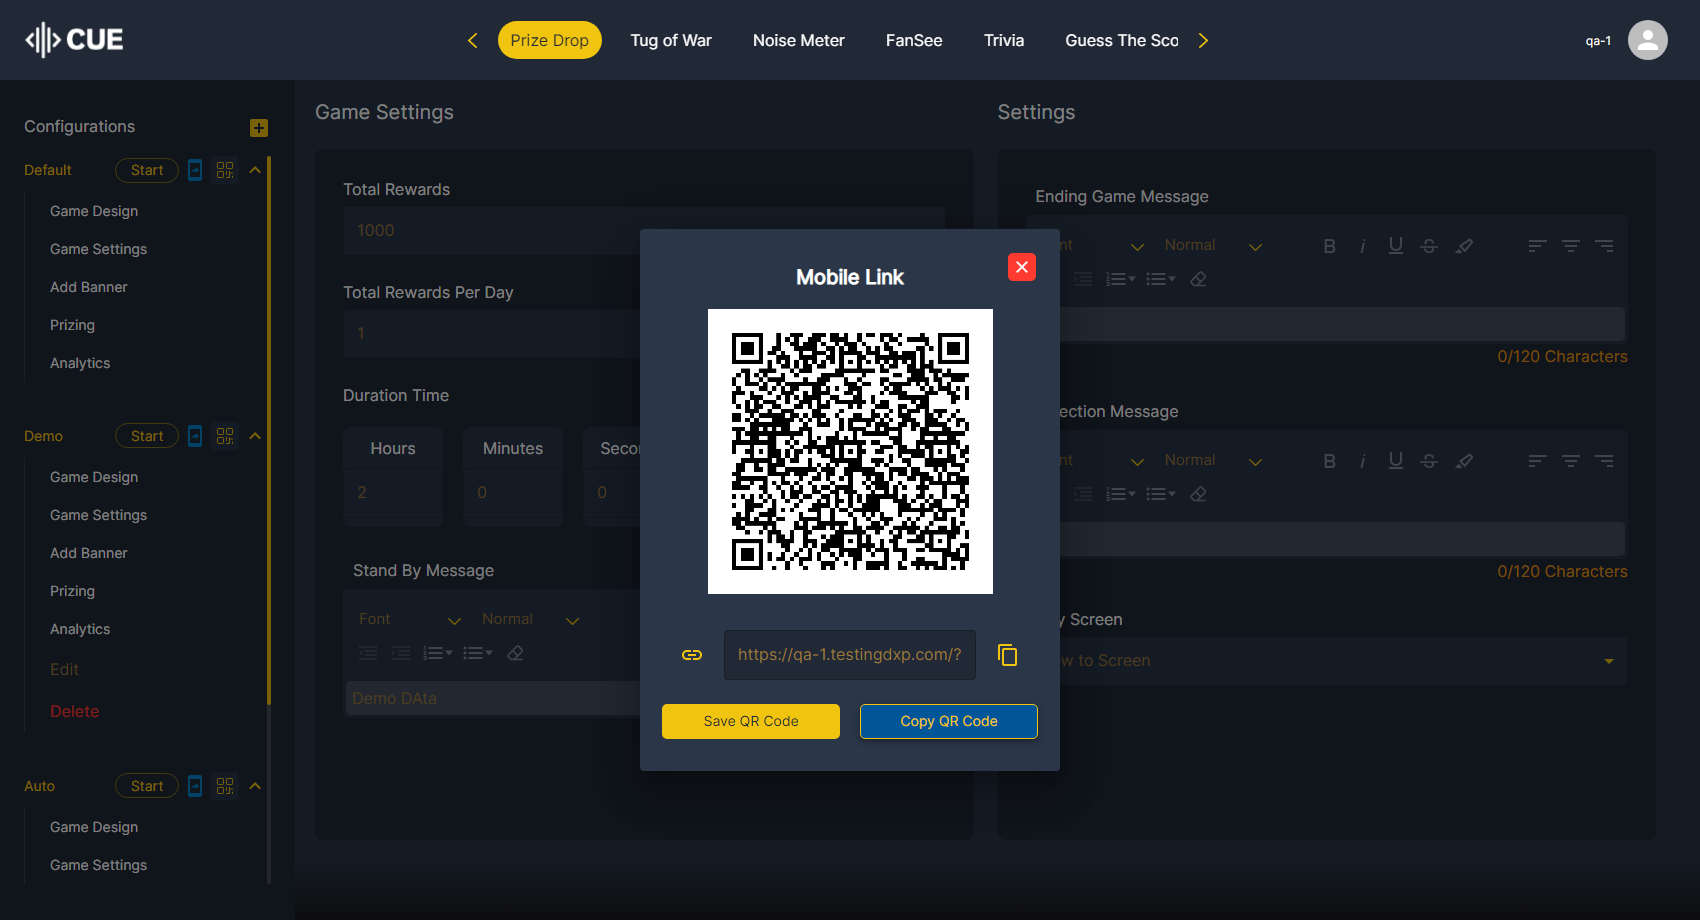 CUE
Prize Drop
Tug of War
Noise Meter
FanSee
Trivia
Guess The Sco
qa-1
Configurations
Default
Start
Game Design
Game Settings
Add Banner
Prizing
Analytics
Demo
Start
Game Design
Game Settings
Add Banner
Prizing
Analytics
Edit
Delete
Auto
Start
Game Design
Game Settings
Game Settings
Total Rewards
1000
Total Rewards Per Day
1
Duration Time
Hours
Minutes
Secon
2
0
0
Stand By Message
Font
Normal
Demo DAta
Mobile Link
https://qa-1.testingdxp.com/?
Save QR Code
Copy QR Code
Settings
Ending Game Message
nt
Normal
B
i
U
S
0/120 Characters
ection Message
nt
Normal
B
i
U
S
0/120 Characters
y Screen
w to Screen